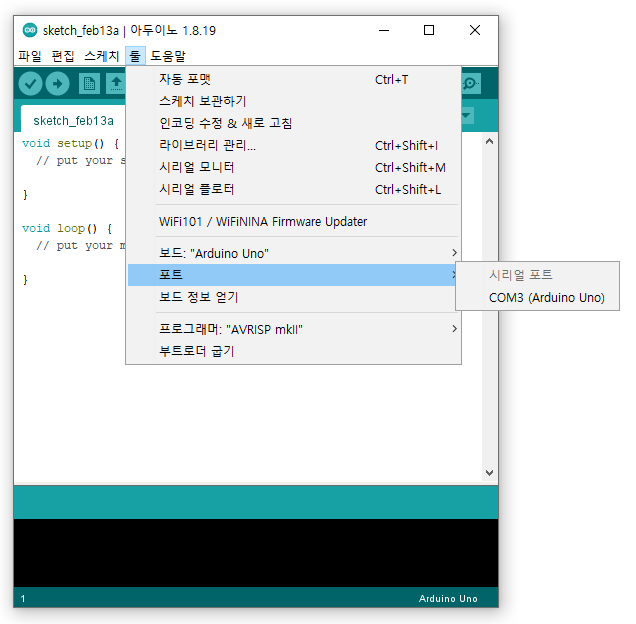 sketch_feb13a | 아두이노 1.8.19
파일 편집 스케치 툴 도움말
sketch_feb13a
void setup() {
// put your s
}
void loop() {
// put your m
}
자동 포맷 Ctrl+T
스케치 보관하기
인코딩 수정 & 새로 고침
라이브러리 관리... Ctrl+Shift+I
시리얼 모니터 Ctrl+Shift+M
시리얼 플로터 Ctrl+Shift+L
WiFi101 / WiFiNINA Firmware Updater
보드: "Arduino Uno"
포트
보드 정보 얻기
프로그래머: "AVRISP mkII"
부트로더 굽기
시리얼 포트
COM3 (Arduino Uno)
1 Arduino Uno